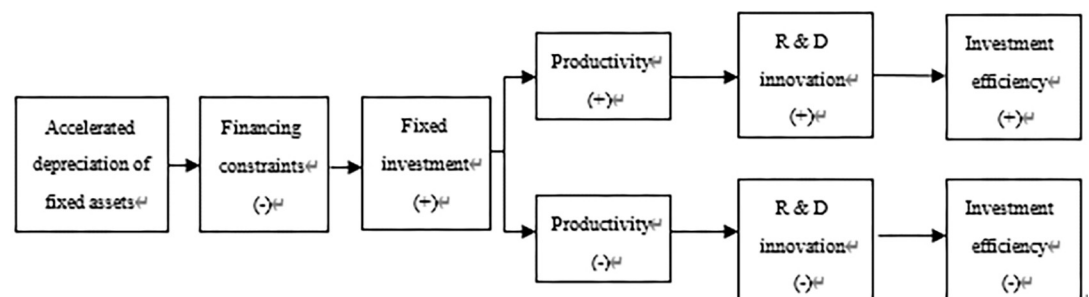 Accelerated
depreciation of
fixed assets↵
Financing
constraints↵
(-)↵
Fixed
investment↵
(+)↵
Productivity↵
(+)↵
R & D
innovation↵
(+)↵
Investment
efficiency↵
(+)↵
Productivity↵
(-)↵
R & D
innovation↵
(-)↵
Investment
efficiency↵
(-)↵